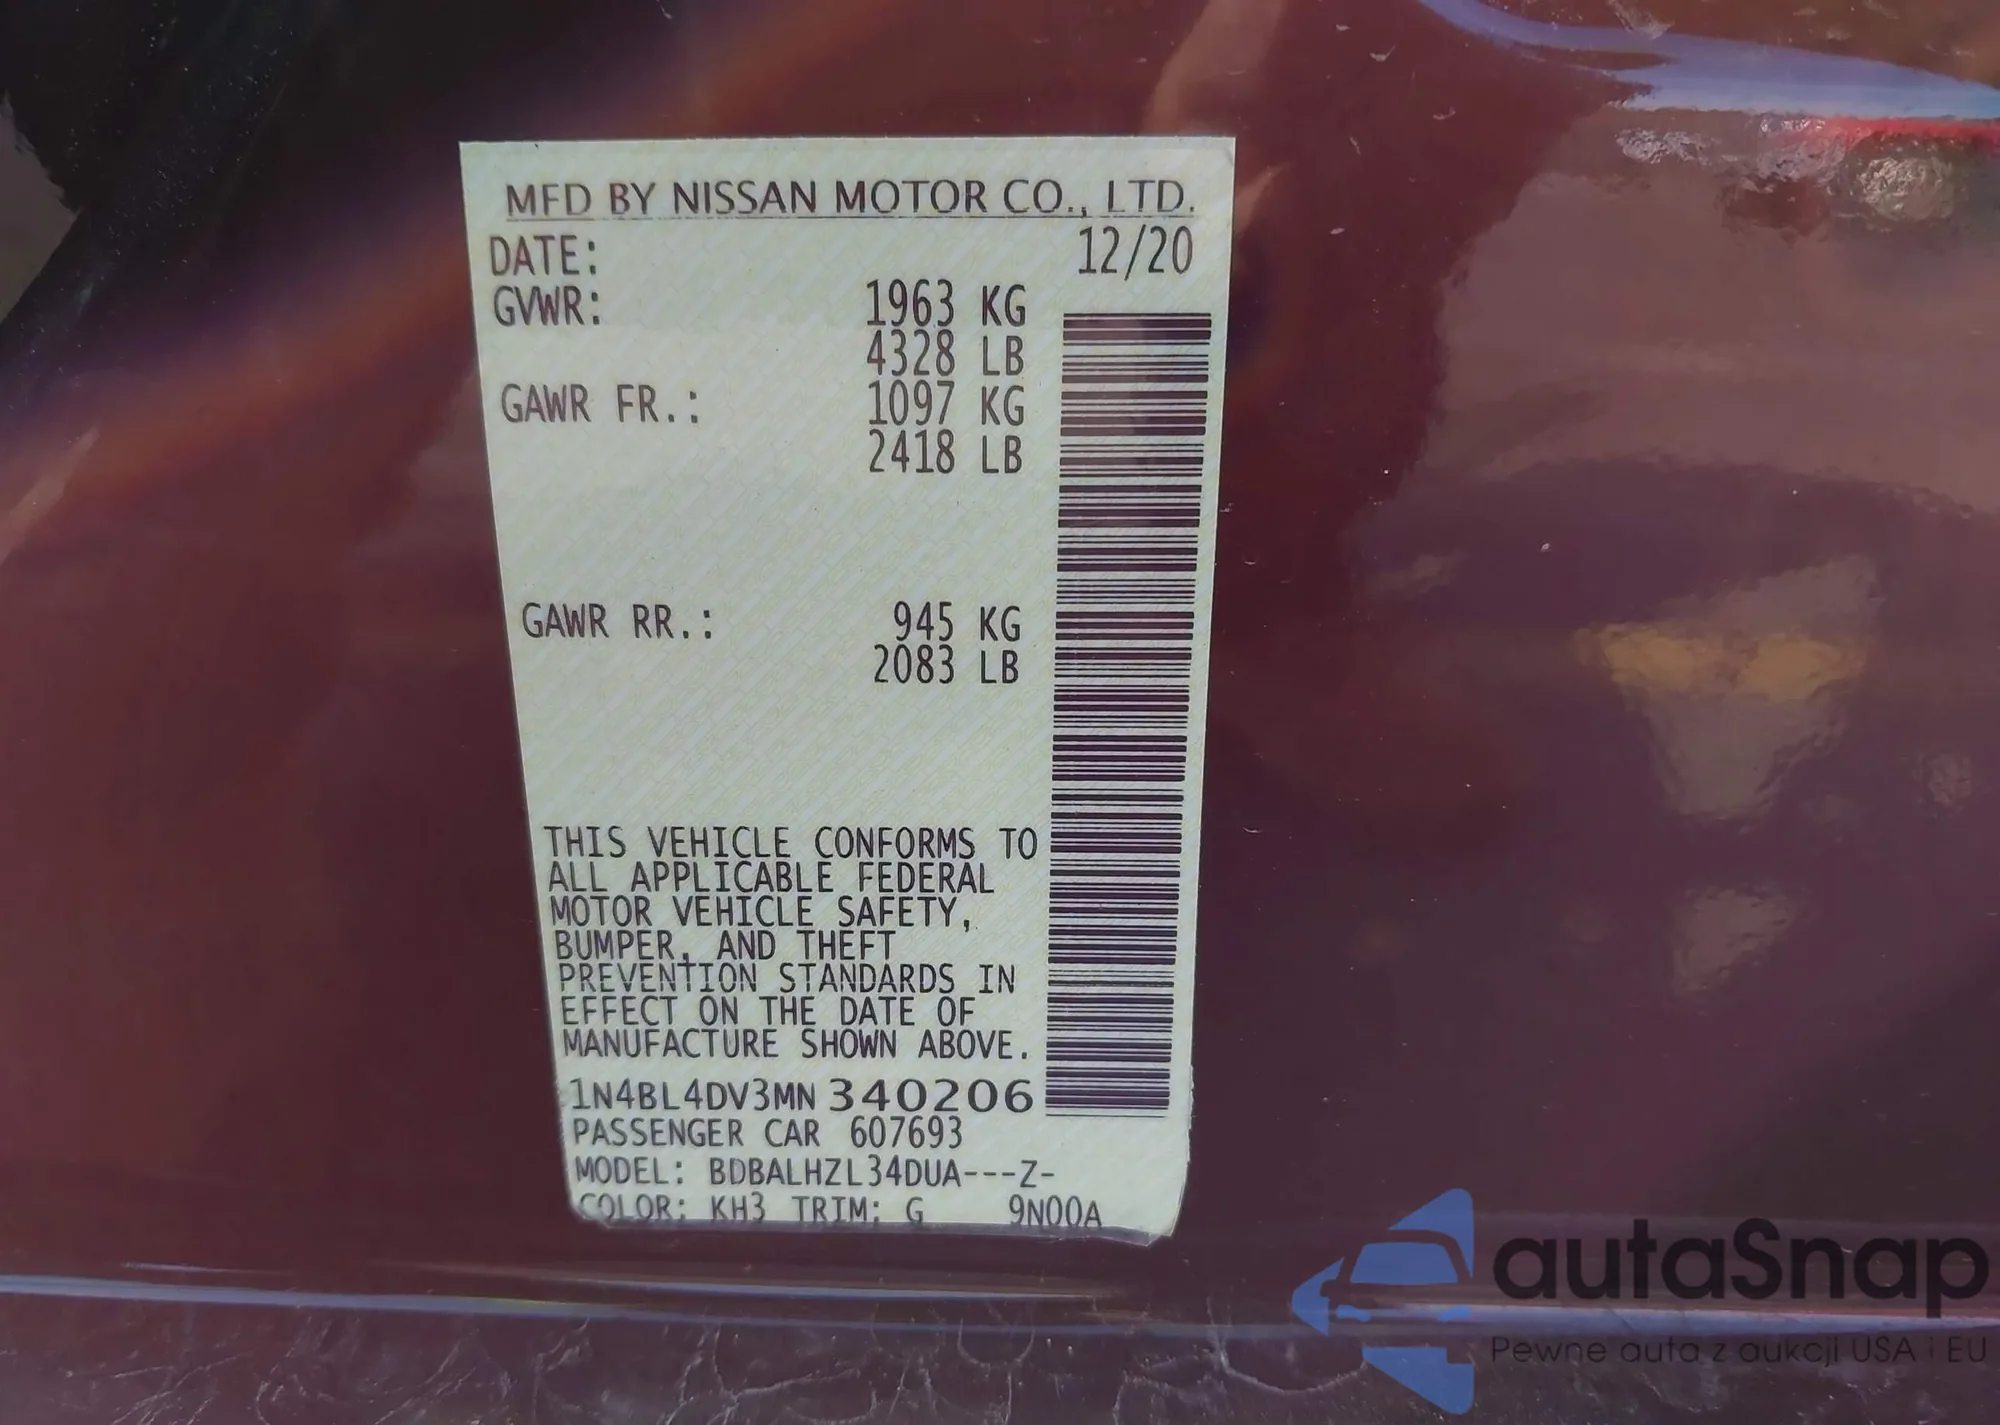 MFD BY NISSAN MOTOR CO., LTD.
DATE: 12/20
GVWR: 1963 KG
4328 LB
GAWR FR.: 1097 KG
2418 LB
GAWR RR.: 945 KG
2083 LB
THIS VEHICLE CONFORMS TO
ALL APPLICABLE FEDERAL
MOTOR VEHICLE SAFETY,
BUMPER, AND THEFT
PREVENTION STANDARDS IN
EFFECT ON THE DATE OF
MANUFACTURE SHOWN ABOVE.
1N4BL4DV3MN340206
PASSENGER CAR 607693
MODEL: BDBALHZL34DUA---Z-
COLOR: KH3 TRIM: G 9N00A
autaSnap
Pewne auta z aukcji USA i EU